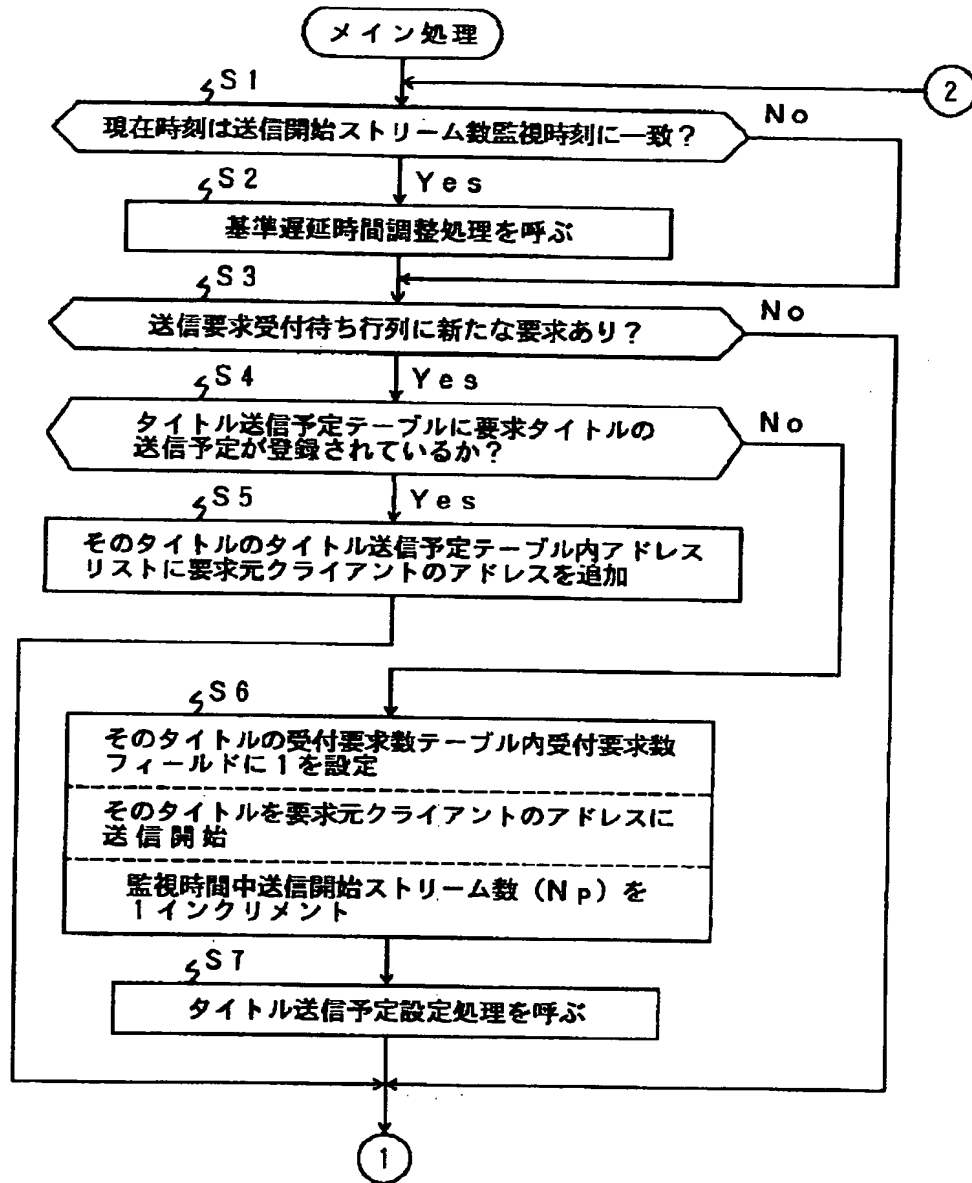 メイン処理
2
S1
現在時刻は送信開始ストリーム数監視時刻に一致？
No
Yes
S2
基準遅延時間調整処理を呼ぶ
S3
送信要求受付待ち行列に新たな要求あり？
No
Yes
S4
タイトル送信予定テーブルに要求タイトルの
送信予定が登録されているか？
No
Yes
S5
そのタイトルのタイトル送信予定テーブル内アドレス
リストに要求元クライアントのアドレスを追加
S6
そのタイトルの受付要求数テーブル内受付要求数
フィールドに1を設定
そのタイトルを要求元クライアントのアドレスに
送信開始
監視時間中送信開始ストリーム数（Np）を
1インクリメント
S7
タイトル送信予定設定処理を呼ぶ
1